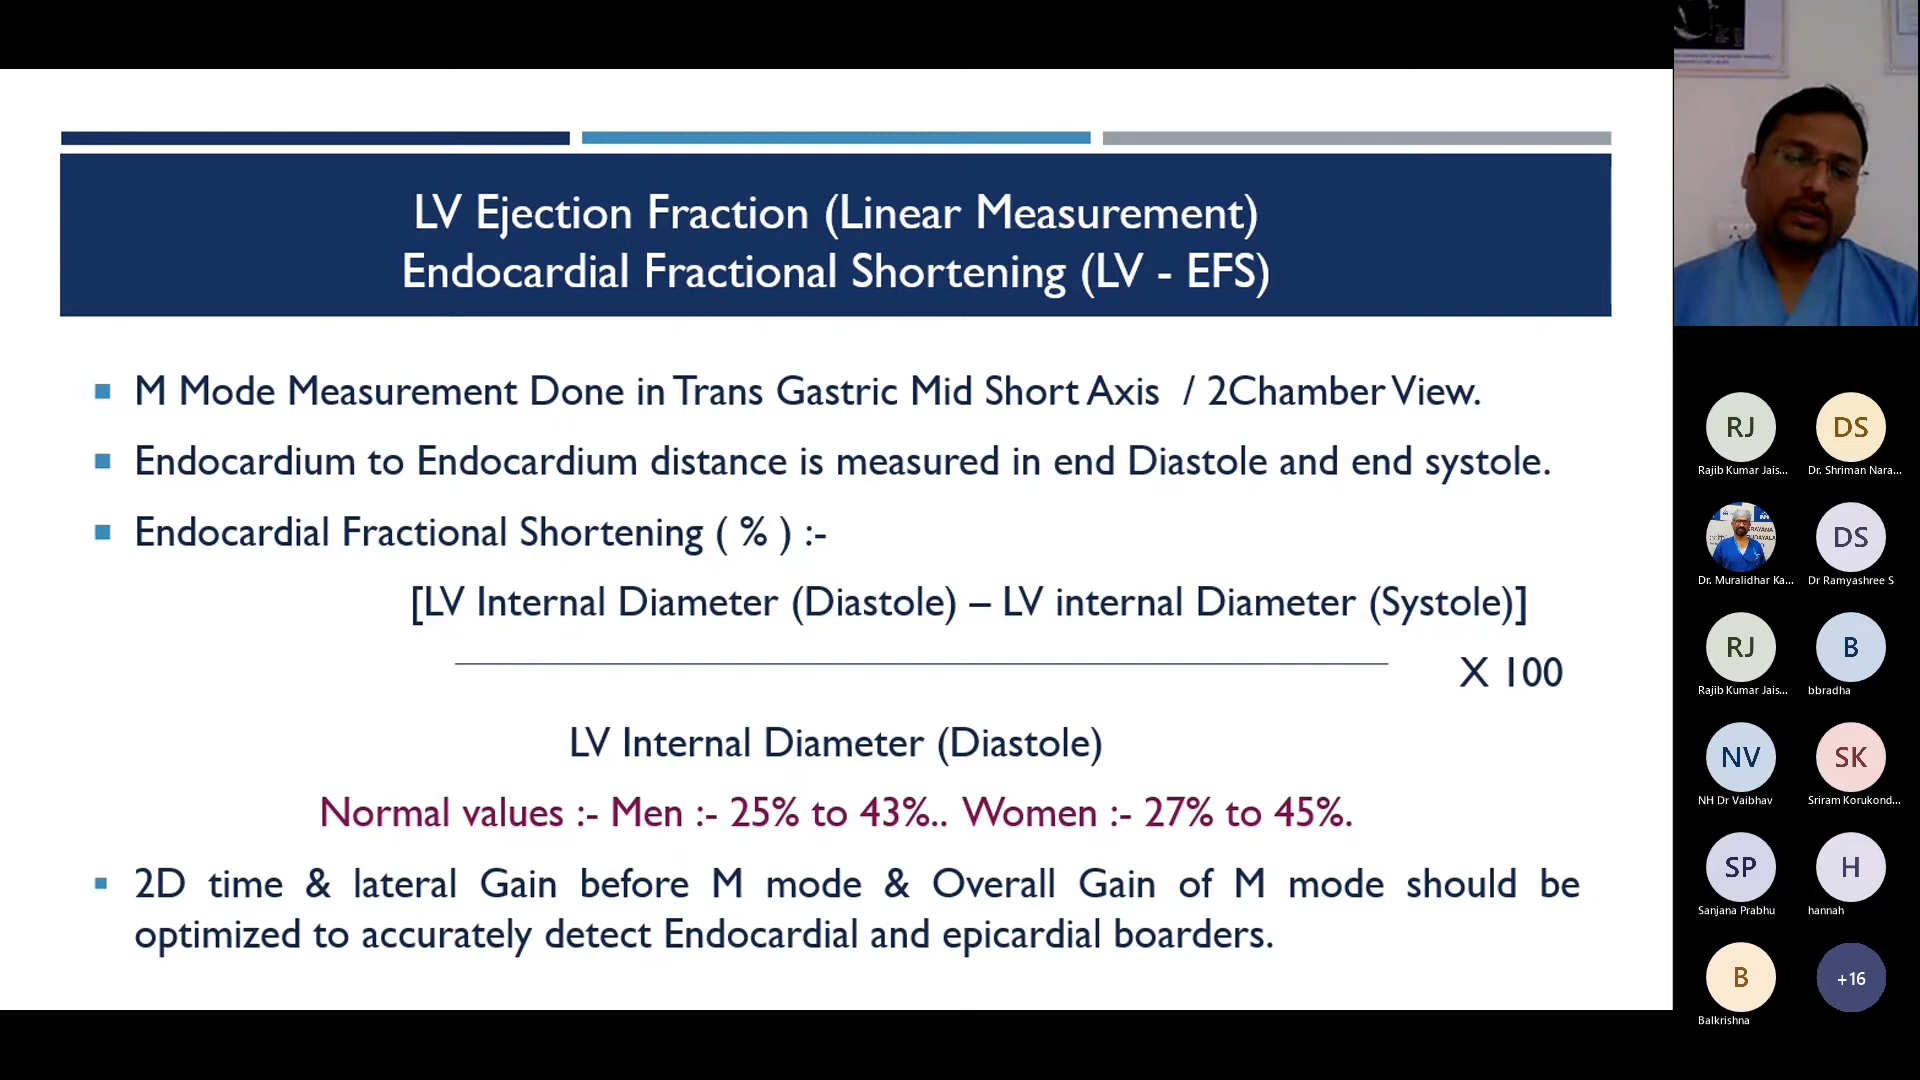 LV Ejection Fraction (Linear Measurement)
Endocardial Fractional Shortening (LV - EFS)
M Mode Measurement Done in Trans Gastric Mid Short Axis / 2Chamber View.
Endocardium to Endocardium distance is measured in end Diastole and end systole.
Endocardial Fractional Shortening ( % ) :-
[LV Internal Diameter (Diastole) – LV internal Diameter (Systole)]
X 100
LV Internal Diameter (Diastole)
Normal values :- Men :- 25% to 43%.. Women :- 27% to 45%.
2D time & lateral Gain before M mode & Overall Gain of M mode should be
optimized to accurately detect Endocardial and epicardial boarders.
RJ
Rajib Kumar Jais...
DS
Dr. Shriman Nara...
Dr. Muralidhar Ka...
DS
Dr Ramyashree S
RJ
Rajib Kumar Jais...
B
bbradha
NV
NH Dr Vaibhav
SK
Sriram Korukond...
SP
Sanjana Prabhu
H
hannah
B
Balkrishna
+16